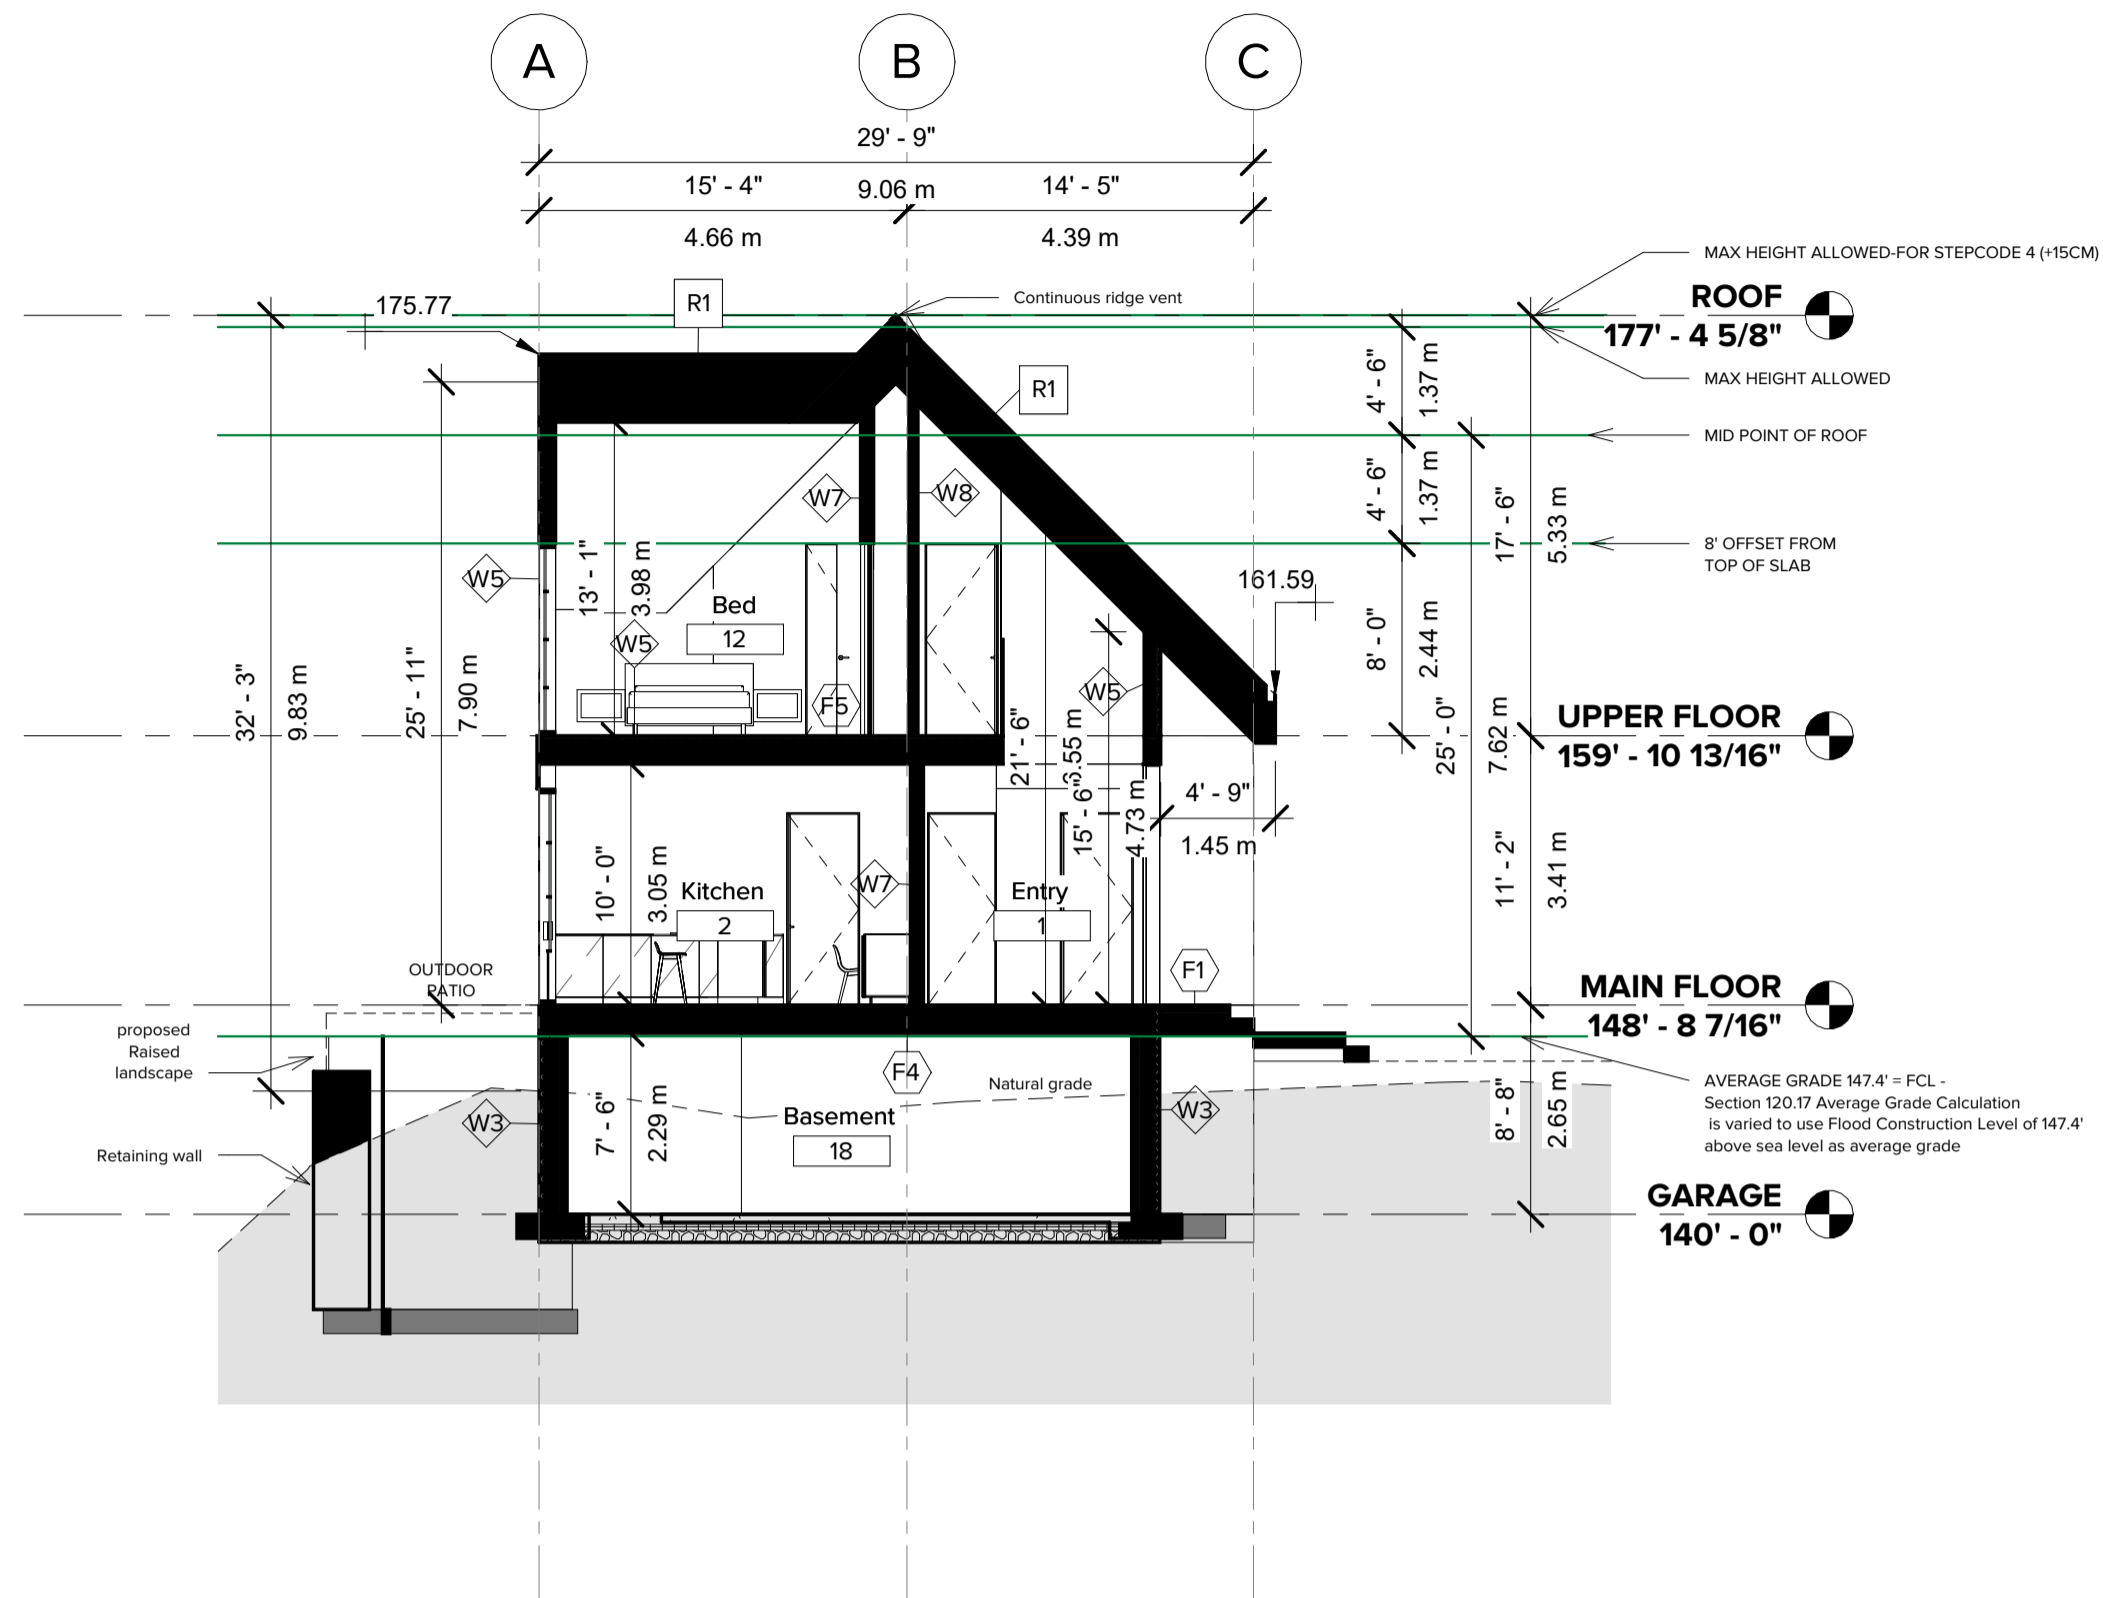 A
B
C
29' - 9"
15' - 4"
9.06 m
14' - 5"
4.66 m
4.39 m
MAX HEIGHT ALLOWED-FOR STEPCODE 4 (+15CM)
ROOF
177' - 4 5/8"
MAX HEIGHT ALLOWED
175.77
R1
Continuous ridge vent
R1
4' - 6"
1.37 m
MID POINT OF ROOF
4' - 6"
1.37 m
17' - 6"
5.33 m
8' OFFSET FROM
TOP OF SLAB
W7
W8
W5
13' - 1"
3.98 m
Bed
12
W5
F5
161.59
W5
8' - 0"
2.44 m
32' - 3"
9.83 m
25' - 11"
7.90 m
21' - 6"
6.55 m
15' - 6"
4.73 m
4' - 9"
1.45 m
25' - 0"
7.62 m
UPPER FLOOR
159' - 10 13/16"
10' - 0"
3.05 m
Kitchen
2
W7
Entry
1
11' - 2"
3.41 m
F1
OUTDOOR
PATIO
MAIN FLOOR
148' - 8 7/16"
proposed
Raised
landscape
F4
Natural grade
AVERAGE GRADE 147.4' = FCL -
Section 120.17 Average Grade Calculation
is varied to use Flood Construction Level of 147.4'
above sea level as average grade
W3
7' - 6"
2.29 m
Basement
18
W3
8' - 8"
2.65 m
Retaining wall
GARAGE
140' - 0"